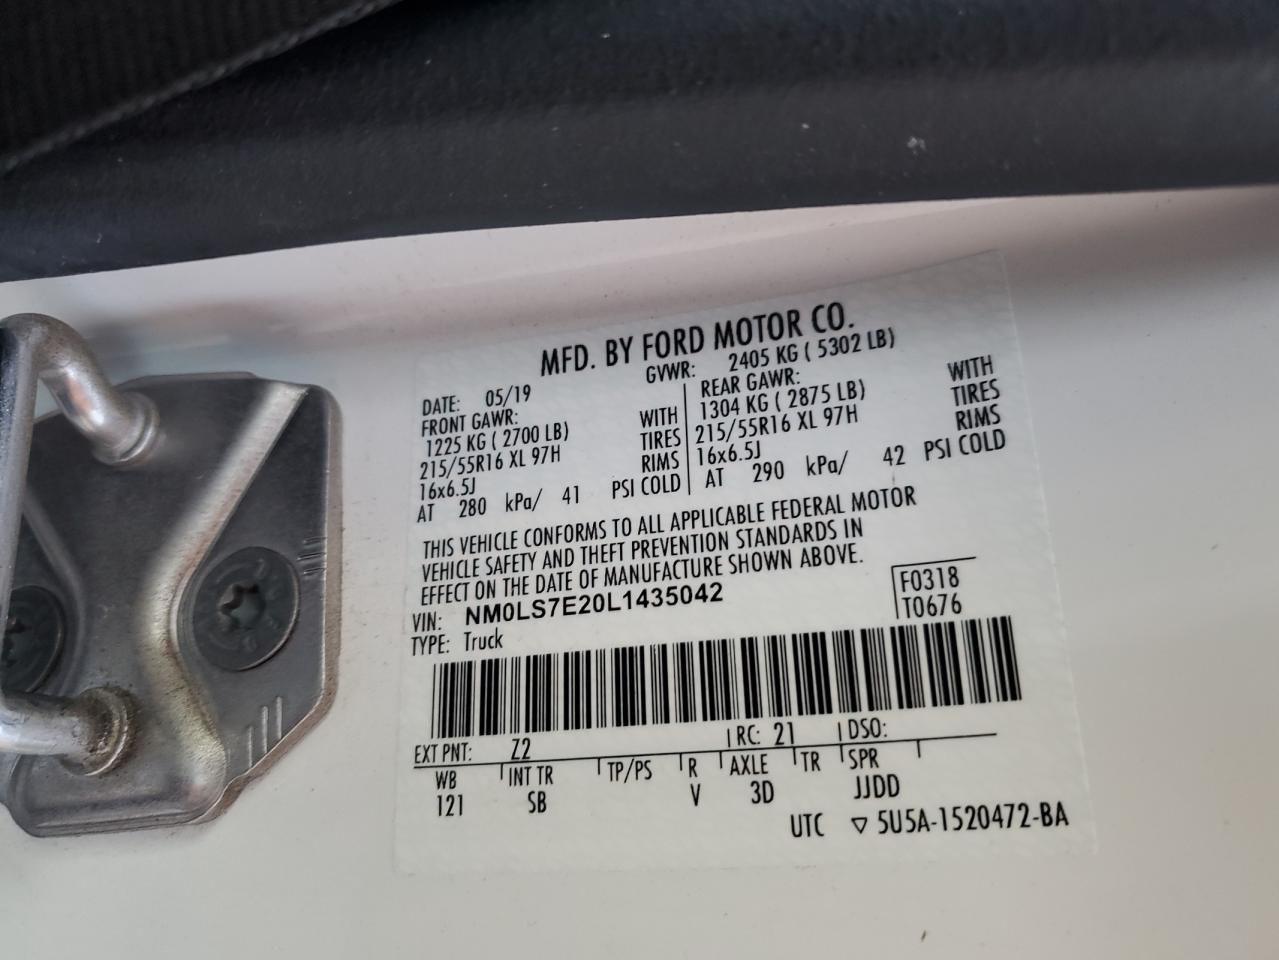 MFD. BY FORD MOTOR CO.
DATE: 05/19 GVWR: 2405 KG ( 5302 LB)
FRONT GAWR: REAR GAWR:
1225 KG ( 2700 LB) WITH 1304 KG ( 2875 LB) WITH
215/55R16 XL 97H TIRES 215/55R16 XL 97H TIRES
16x6.5J RIMS 16x6.5J RIMS
AT 280 kPa/ 41 PSI COLD AT 290 kPa/ 42 PSI COLD
THIS VEHICLE CONFORMS TO ALL APPLICABLE FEDERAL MOTOR
VEHICLE SAFETY AND THEFT PREVENTION STANDARDS IN
EFFECT ON THE DATE OF MANUFACTURE SHOWN ABOVE.
VIN: NM0LS7E20L1435042 F0318
TYPE: Truck T0676
EXT PNT: Z2 RC: 21 DSO:
WB INT TR TP/PS R AXLE TR SPR
121 SB V 3D JJDD
UTC ▽ 5U5A-1520472-BA